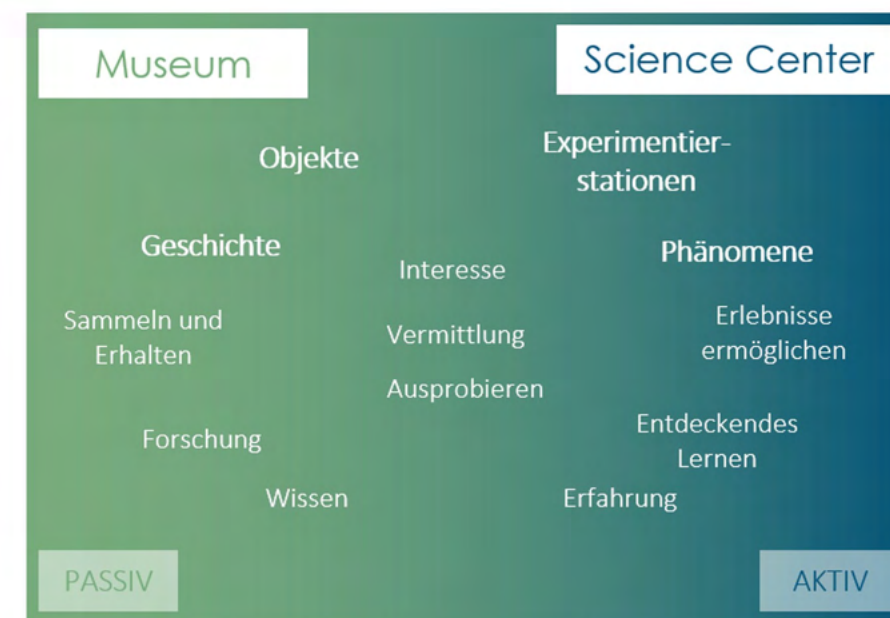 Museum
Science Center
Objekte
Experimentier-
stationen
Geschichte
Interesse
Phänomene
Sammeln und
Erhalten
Vermittlung
Erlebnisse
ermöglichen
Ausprobieren
Forschung
Entdeckendes
Lernen
Wissen
Erfahrung
PASSIV
AKTIV